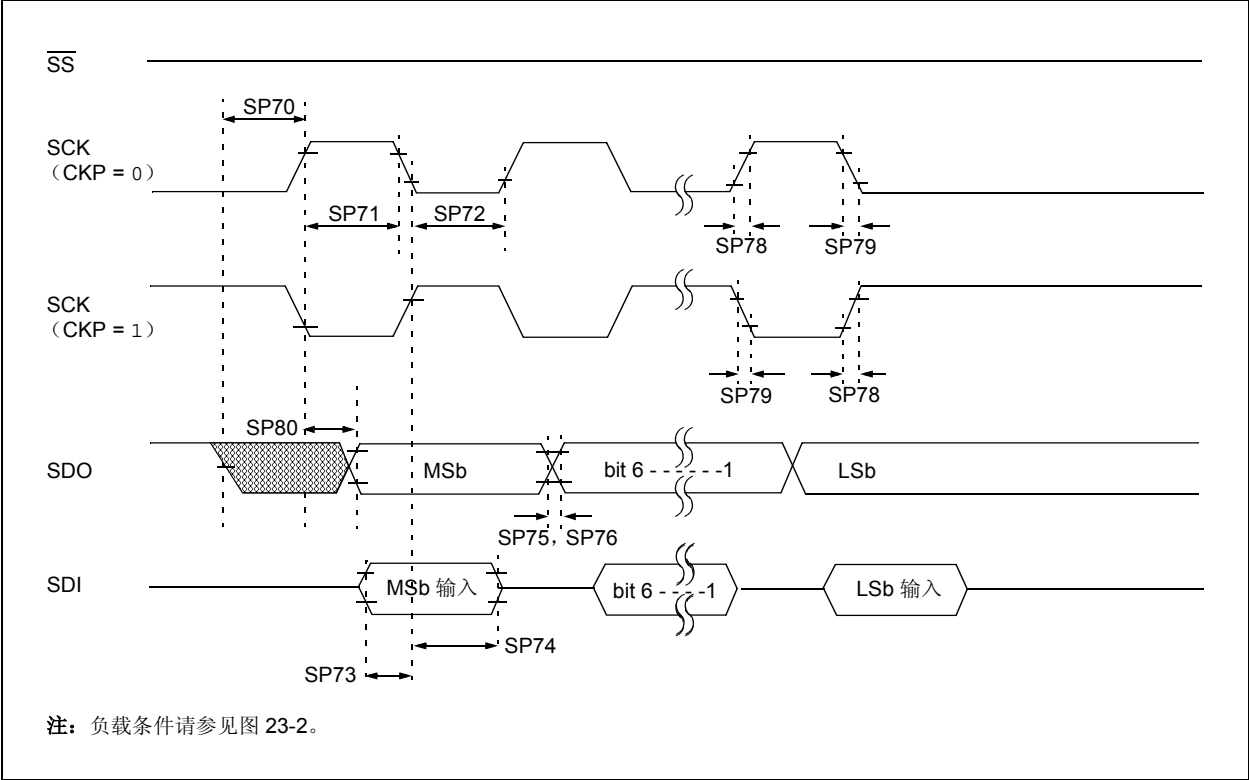 SS
SP70
SCK
（CKP = 0）
SP71
SP72
SP78
SP79
SCK
（CKP = 1）
SP79
SP78
SP80
SDO
MSb
bit 6 - - - - - -1
LSb
SP75，SP76
SDI
MSb 输入
bit 6 - - - - -1
LSb 输入
SP74
SP73
注：负载条件请参见图 23-2。